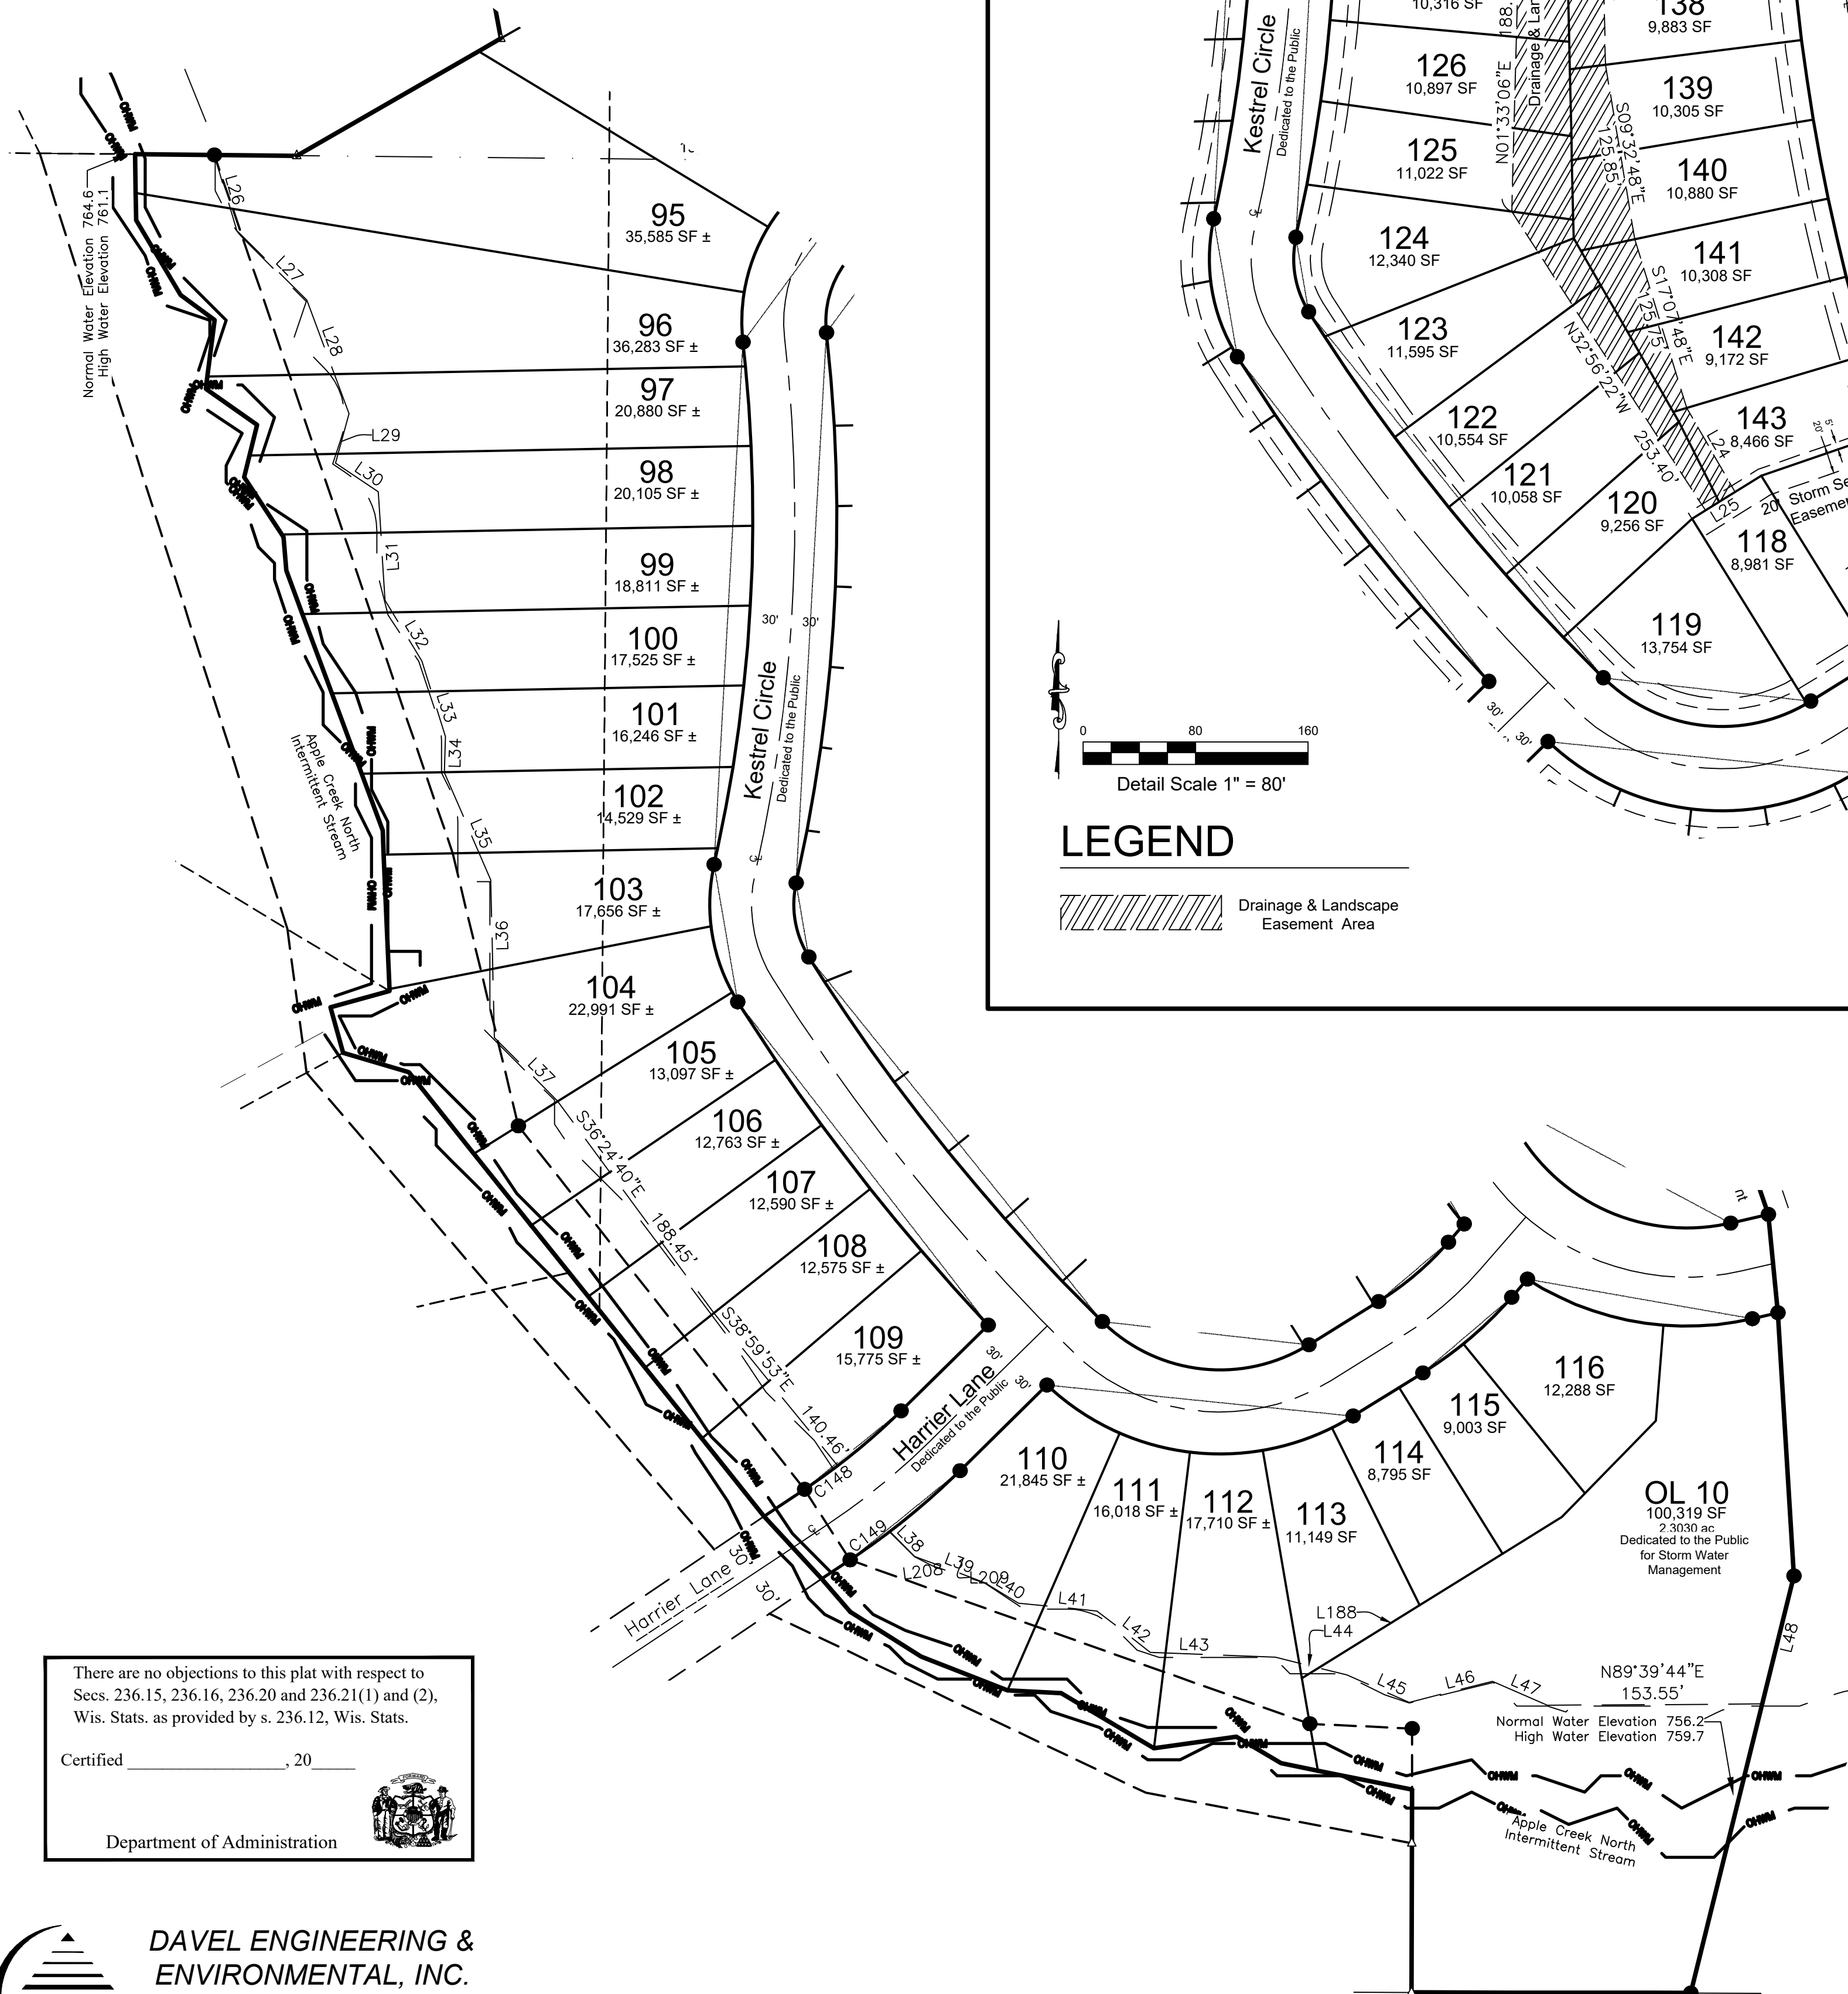 95
35,585 SF ±
96
36,283 SF ±
97
20,880 SF ±
98
20,105 SF ±
99
18,811 SF ±
100
17,525 SF ±
101
16,246 SF ±
102
14,529 SF ±
103
17,656 SF ±
104
22,991 SF ±
105
13,097 SF ±
106
12,763 SF ±
107
12,590 SF ±
108
12,575 SF ±
109
15,775 SF ±
Normal Water Elevation 764.6
High Water Elevation 761.1
OHWM
L26
L27
L28
L29
L30
L31
L32
L33
L34
L35
L36
L37
S36°24'40"E
188.45'
S38°59'53"E
140.46'
C148
Apple Creek North
Intermittent Stream
Kestrel Circle
Dedicated to the Public
30'
30'
Harrier Lane
Dedicated to the Public
30'
30'
Harrier Lane
30'
30'
C149
L38
L39
L208
L209
L40
L41
L42
L43
L188
L44
L45
L46
L47
L48
110
21,845 SF ±
111
16,018 SF ±
112
17,710 SF ±
113
11,149 SF
114
8,795 SF
115
9,003 SF
116
12,288 SF
OL 10
100,319 SF
2.3030 ac
Dedicated to the Public
for Storm Water
Management
N89°39'44"E
153.55'
Normal Water Elevation 756.2
High Water Elevation 759.7
Apple Creek North
Intermittent Stream
10,316 SF
126
10,897 SF
125
11,022 SF
124
12,340 SF
123
11,595 SF
122
10,554 SF
121
10,058 SF
120
9,256 SF
119
13,754 SF
118
8,981 SF
138
9,883 SF
139
10,305 SF
140
10,880 SF
141
10,308 SF
142
9,172 SF
143
8,466 SF
Kestrel Circle
Dedicated to the Public
N01°33'06"E
188.
Drainage & Lan
S09°32'48"E
125.85'
S17°07'48"E
125.75'
N32°56'22"W
253.40'
L24
L25
20'
5'
20'
Storm Se
Easeme
30'
30'
0 80 160
Detail Scale 1" = 80'
LEGEND
Drainage & Landscape
Easement Area
There are no objections to this plat with respect to
Secs. 236.15, 236.16, 236.20 and 236.21(1) and (2),
Wis. Stats. as provided by s. 236.12, Wis. Stats.
Certified __________________, 20_____
Department of Administration
DAVEL ENGINEERING &
ENVIRONMENTAL, INC.